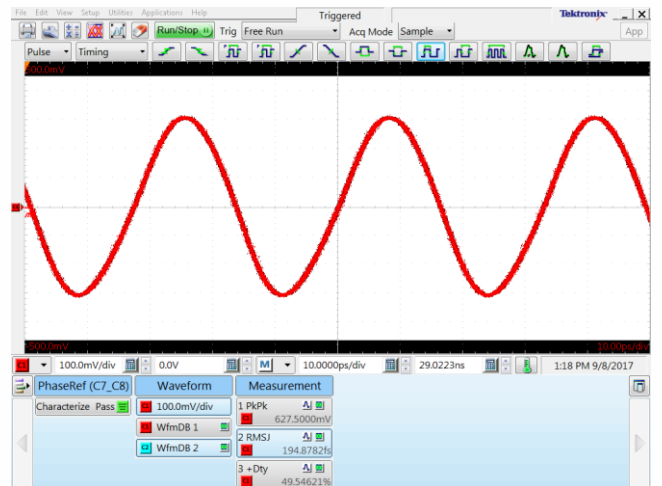 File Edit View Setup Utilities Applications Help Triggered Tektronix
Run/Stop Trig Free Run Acq Mode Sample App
Pulse Timing
500.0mV
-500.0mV 10.00ps/div
C1 100.0mV/div 0.0V M 10.0000ps/div 29.0223ns 1:18 PM 9/8/2017
PhaseRef (C7_C8) Waveform Measurement
Characterize Pass 100.0mV/div 1 PkPk
627.5000mV
WfmDB 1
2 RMSJ
WfmDB 2 194.8782fs
3 +Dty
49.54621%